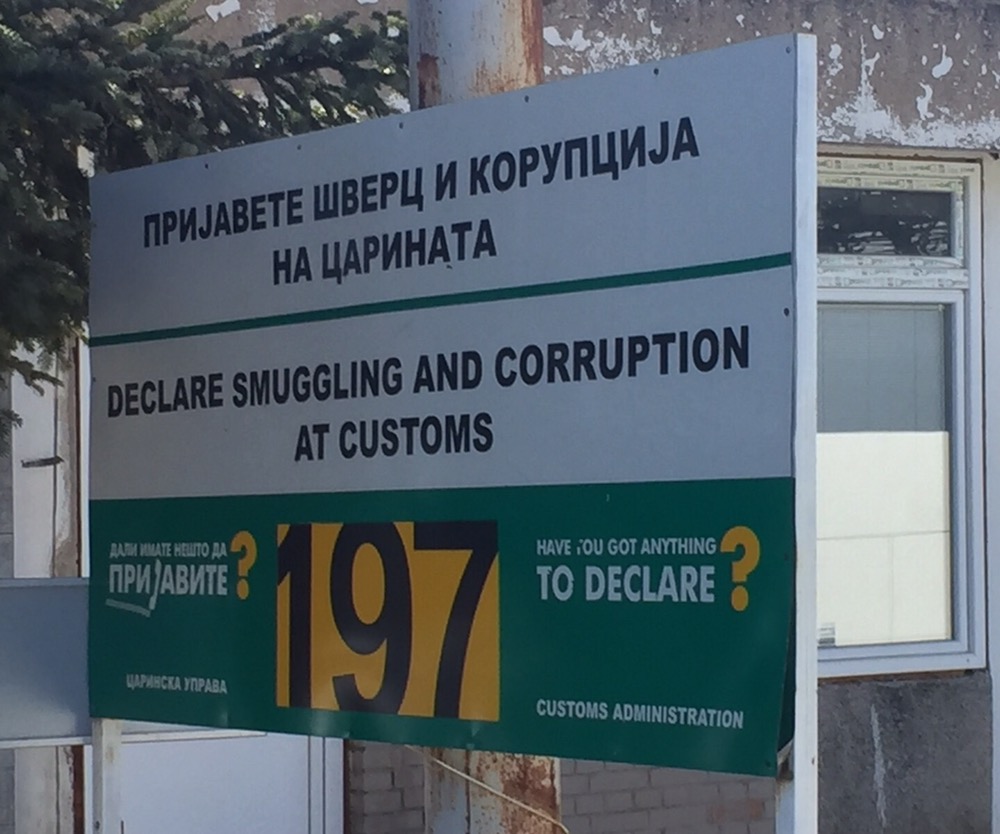 ПРИЈАВЕТЕ ШВЕРЦ И КОРУПЦИЈА
НА ЦАРИНАТА
DECLARE SMUGGLING AND CORRUPTION
AT CUSTOMS
ДАЛИ ИМАТЕ НЕШТО ДА
ПРИЈАВИТЕ?
197
HAVE YOU GOT ANYTHING
TO DECLARE?
ЦАРИНСКА УПРАВА
CUSTOMS ADMINISTRATION